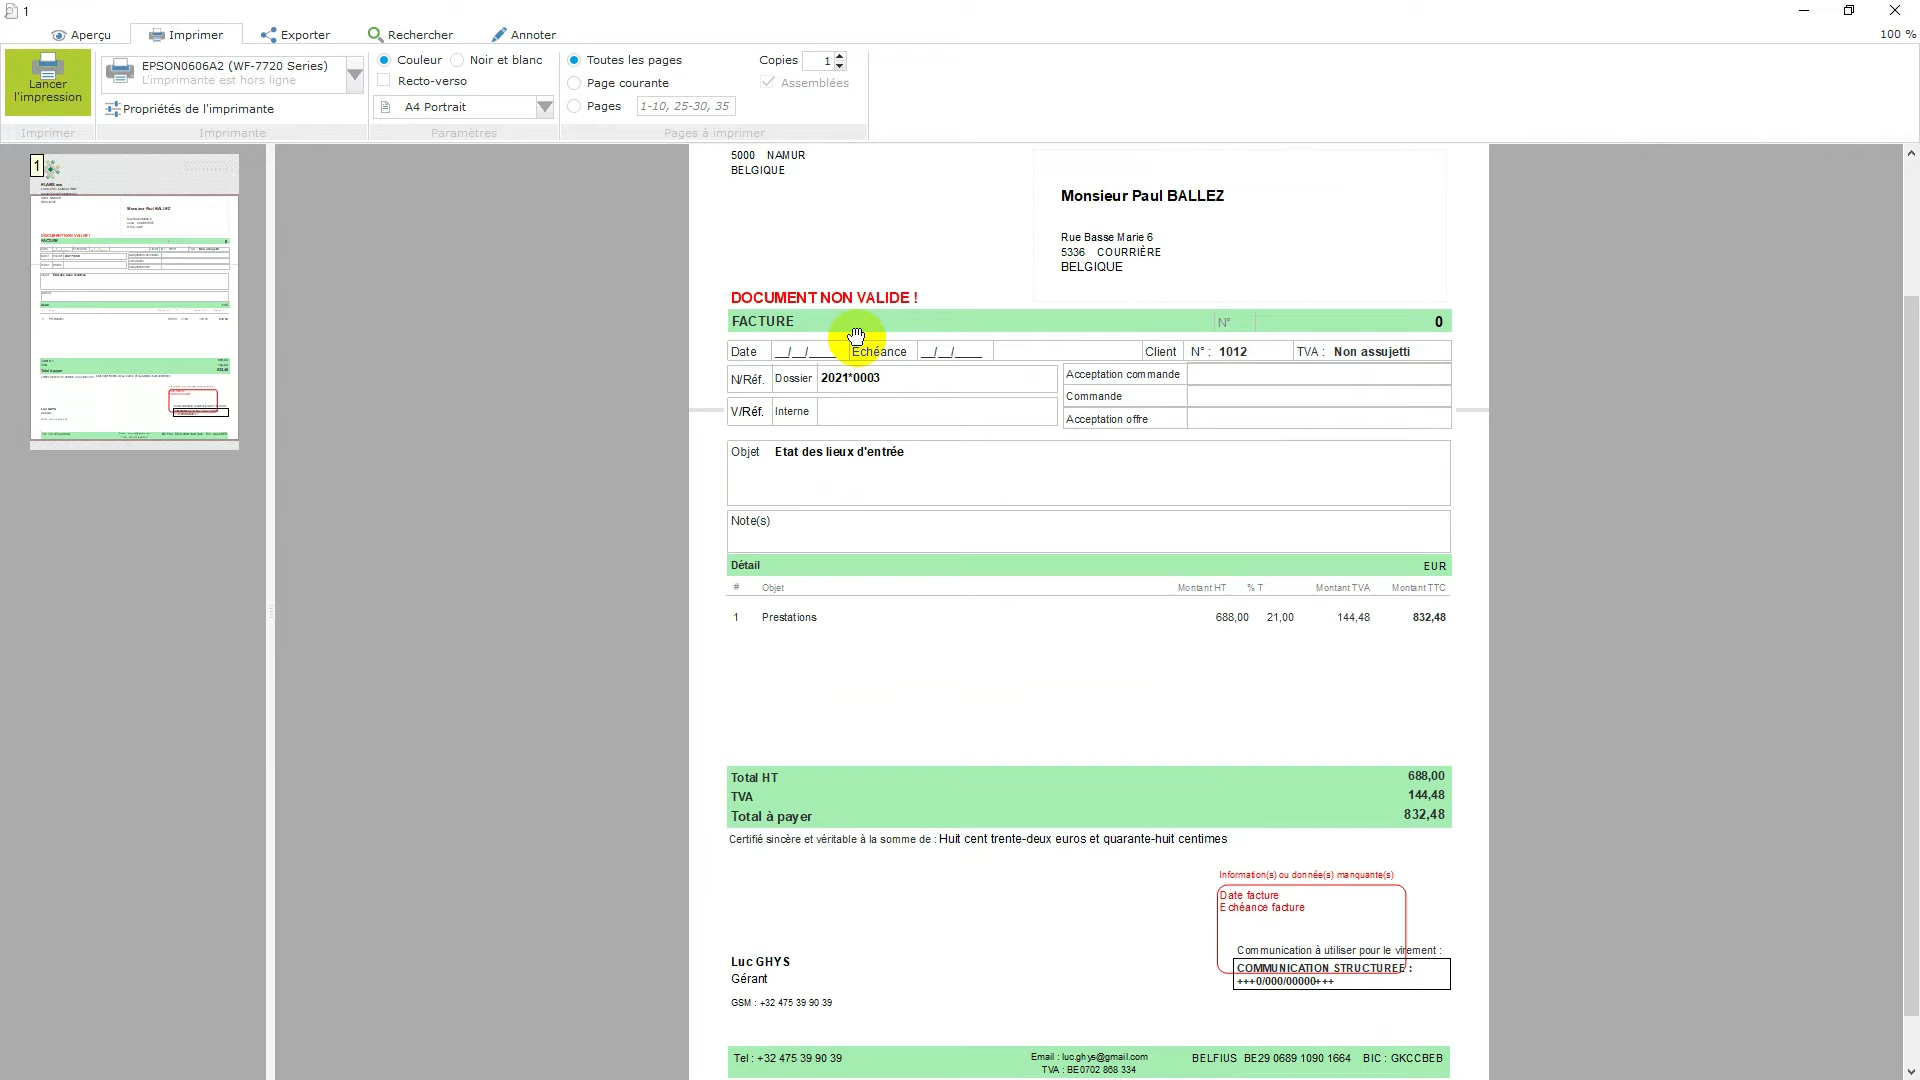 1
Aperçu
Imprimer
Exporter
Rechercher
Annoter
100 %
Lancer
l'impression
EPSON0606A2 (WF-7720 Series)
L'imprimante est hors ligne
Propriétés de l'imprimante
Couleur
Noir et blanc
Recto-verso
A4 Portrait
Toutes les pages
Page courante
Pages
1-10, 25-30, 35
Copies
1
Assemblées
Imprimer
Imprimante
Paramètres
Pages à imprimer
1
5000 NAMUR
BELGIQUE
Monsieur Paul BALLEZ
Rue Basse Marie 6
5336 COURRIÈRE
BELGIQUE
DOCUMENT NON VALIDE !
FACTURE
N°
0
Date __/__/____
Echéance __/__/____
Client N° : 1012
TVA : Non assujetti
N/Réf. Dossier 2021*0003
V/Réf. Interne
Acceptation commande
Commande
Acceptation offre
Objet Etat des lieux d'entrée
Note(s)
Détail EUR
# Objet Montant HT % T Montant TVA Montant TTC
1 Prestations 688,00 21,00 144,48 832,48
Total HT 688,00
TVA 144,48
Total à payer 832,48
Certifié sincère et véritable à la somme de : Huit cent trente-deux euros et quarante-huit centimes
Information(s) ou donnée(s) manquante(s)
Date facture
Echéance facture
Communication à utiliser pour le virement :
COMMUNICATION STRUCTUREE :
+++0/000/00000+++
Luc GHYS
Gérant
GSM : +32 475 39 90 39
Tel : +32 475 39 90 39
Email : luc.ghys@gmail.com
TVA : BE0702 868 334
BELFIUS BE29 0689 1090 1664 BIC : GKCCBEB